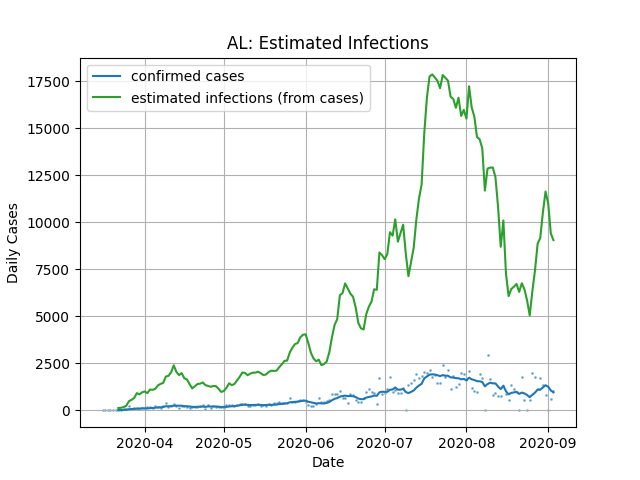 AL: Estimated Infections
confirmed cases
estimated infections (from cases)
Daily Cases
17500
15000
12500
10000
7500
5000
2500
0
2020-04 2020-05 2020-06 2020-07 2020-08 2020-09
Date